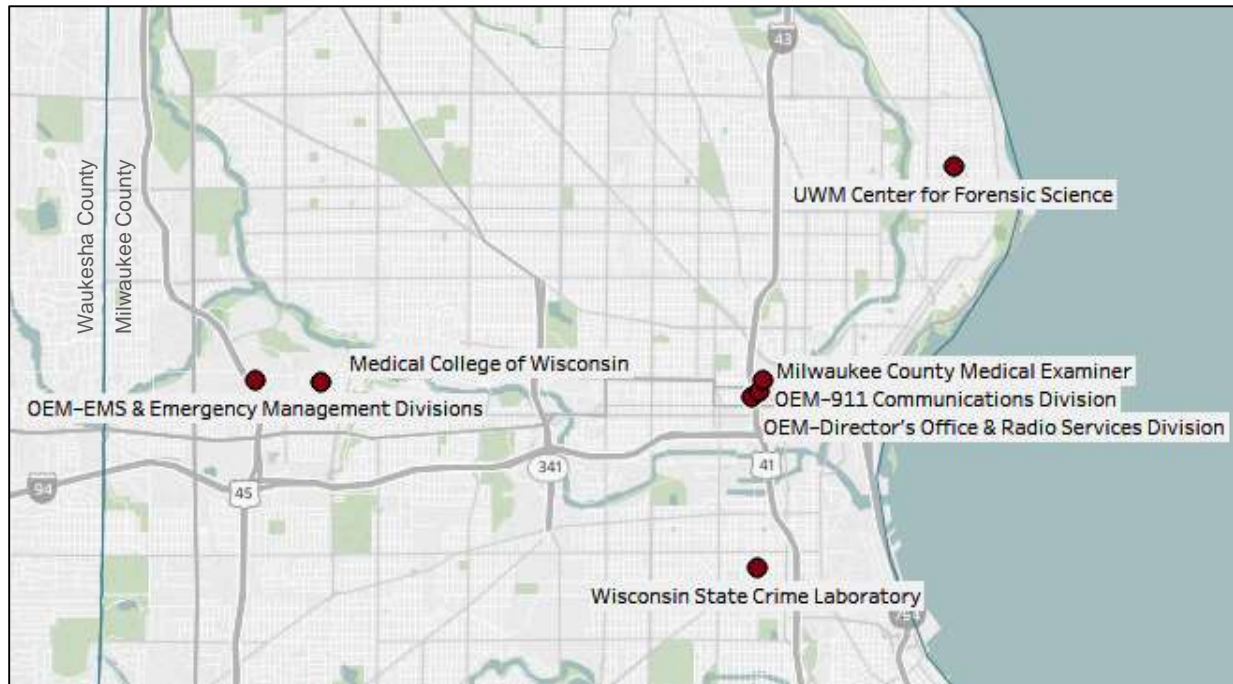 43
UWM Center for Forensic Science
Waukesha County
Milwaukee County
Medical College of Wisconsin
Milwaukee County Medical Examiner
OEM-EMS & Emergency Management Divisions
OEM-911 Communications Division
OEM-Director's Office & Radio Services Division
94
45
341
41
Wisconsin State Crime Laboratory
794